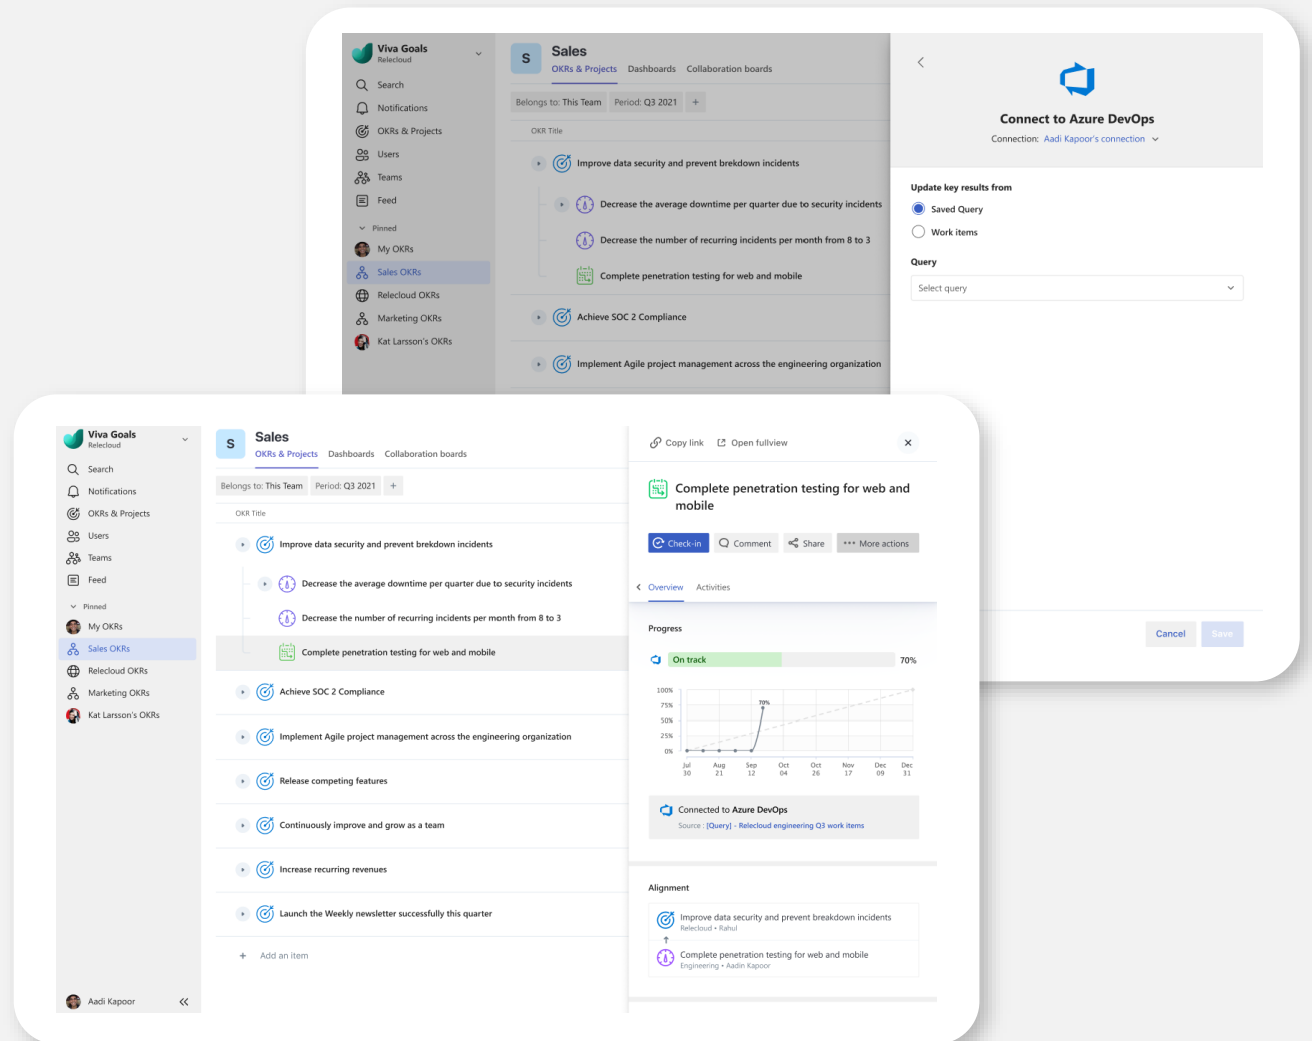 Viva Goals
Relecloud
Search
Notifications
OKRs & Projects
Users
Teams
Feed
Pinned
My OKRs
Sales OKRs
Relecloud OKRs
Marketing OKRs
Kat Larsson's OKRs
S
Sales
OKRs & Projects Dashboards Collaboration boards
Belongs to: This Team Period: Q3 2021 +
OKR Title
Improve data security and prevent brekdown incidents
Decrease the average downtime per quarter due to security incidents
Decrease the number of recurring incidents per month from 8 to 3
Complete penetration testing for web and mobile
Achieve SOC 2 Compliance
Implement Agile project management across the engineering organization
Connect to Azure DevOps
Connection: Aadi Kapoor's connection
Update key results from
Saved Query
Work items
Query
Select query
Cancel Save
Viva Goals
Relecloud
Search
Notifications
OKRs & Projects
Users
Teams
Feed
Pinned
My OKRs
Sales OKRs
Relecloud OKRs
Marketing OKRs
Kat Larsson's OKRs
Aadi Kapoor
S
Sales
OKRs & Projects Dashboards Collaboration boards
Belongs to: This Team Period: Q3 2021 +
OKR Title
Improve data security and prevent brekdown incidents
Decrease the average downtime per quarter due to security incidents
Decrease the number of recurring incidents per month from 8 to 3
Complete penetration testing for web and mobile
Achieve SOC 2 Compliance
Implement Agile project management across the engineering organization
Release competing features
Continuously improve and grow as a team
Increase recurring revenues
Launch the Weekly newsletter successfully this quarter
+ Add an item
Copy link Open fullview
Complete penetration testing for web and
mobile
Check-in Comment Share More actions
Overview Activities
Progress
On track 70%
100%
75%
50%
25%
0%
70%
Jul Aug Sep Oct Oct Nov Dec Dec
30 21 12 04 26 17 09 31
Connected to Azure DevOps
Source : [Query] - Relecloud engineering Q3 work items
Alignment
Improve data security and prevent breakdown incidents
Relecloud • Rahul
Complete penetration testing for web and mobile
Engineering • Aadin Kapoor